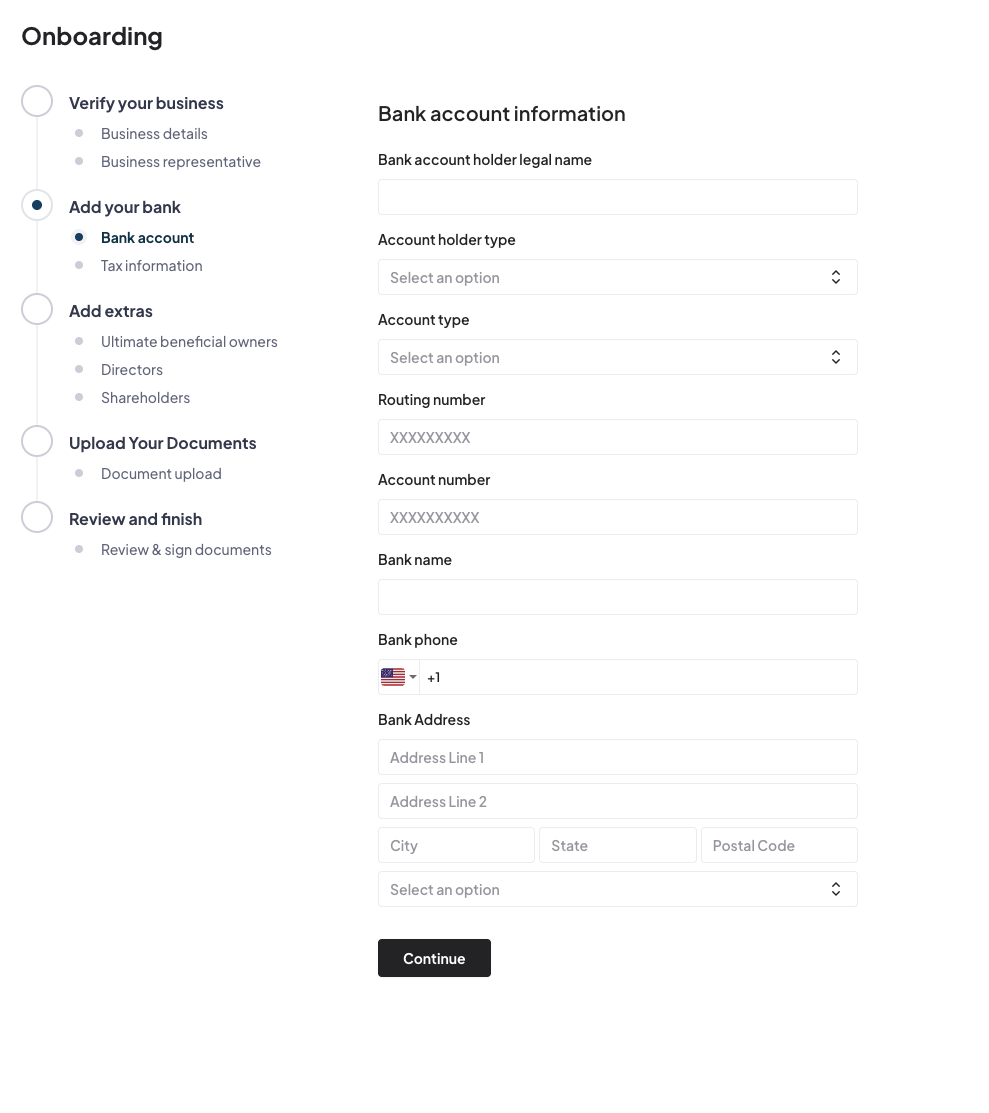 Onboarding
Verify your business
Business details
Business representative
Add your bank
Bank account
Tax information
Add extras
Ultimate beneficial owners
Directors
Shareholders
Upload Your Documents
Document upload
Review and finish
Review & sign documents
Bank account information
Bank account holder legal name
Account holder type
Select an option
Account type
Select an option
Routing number
XXXXXXXXX
Account number
XXXXXXXXXX
Bank name
Bank phone
+1
Bank Address
Address Line 1
Address Line 2
City State Postal Code
Select an option
Continue